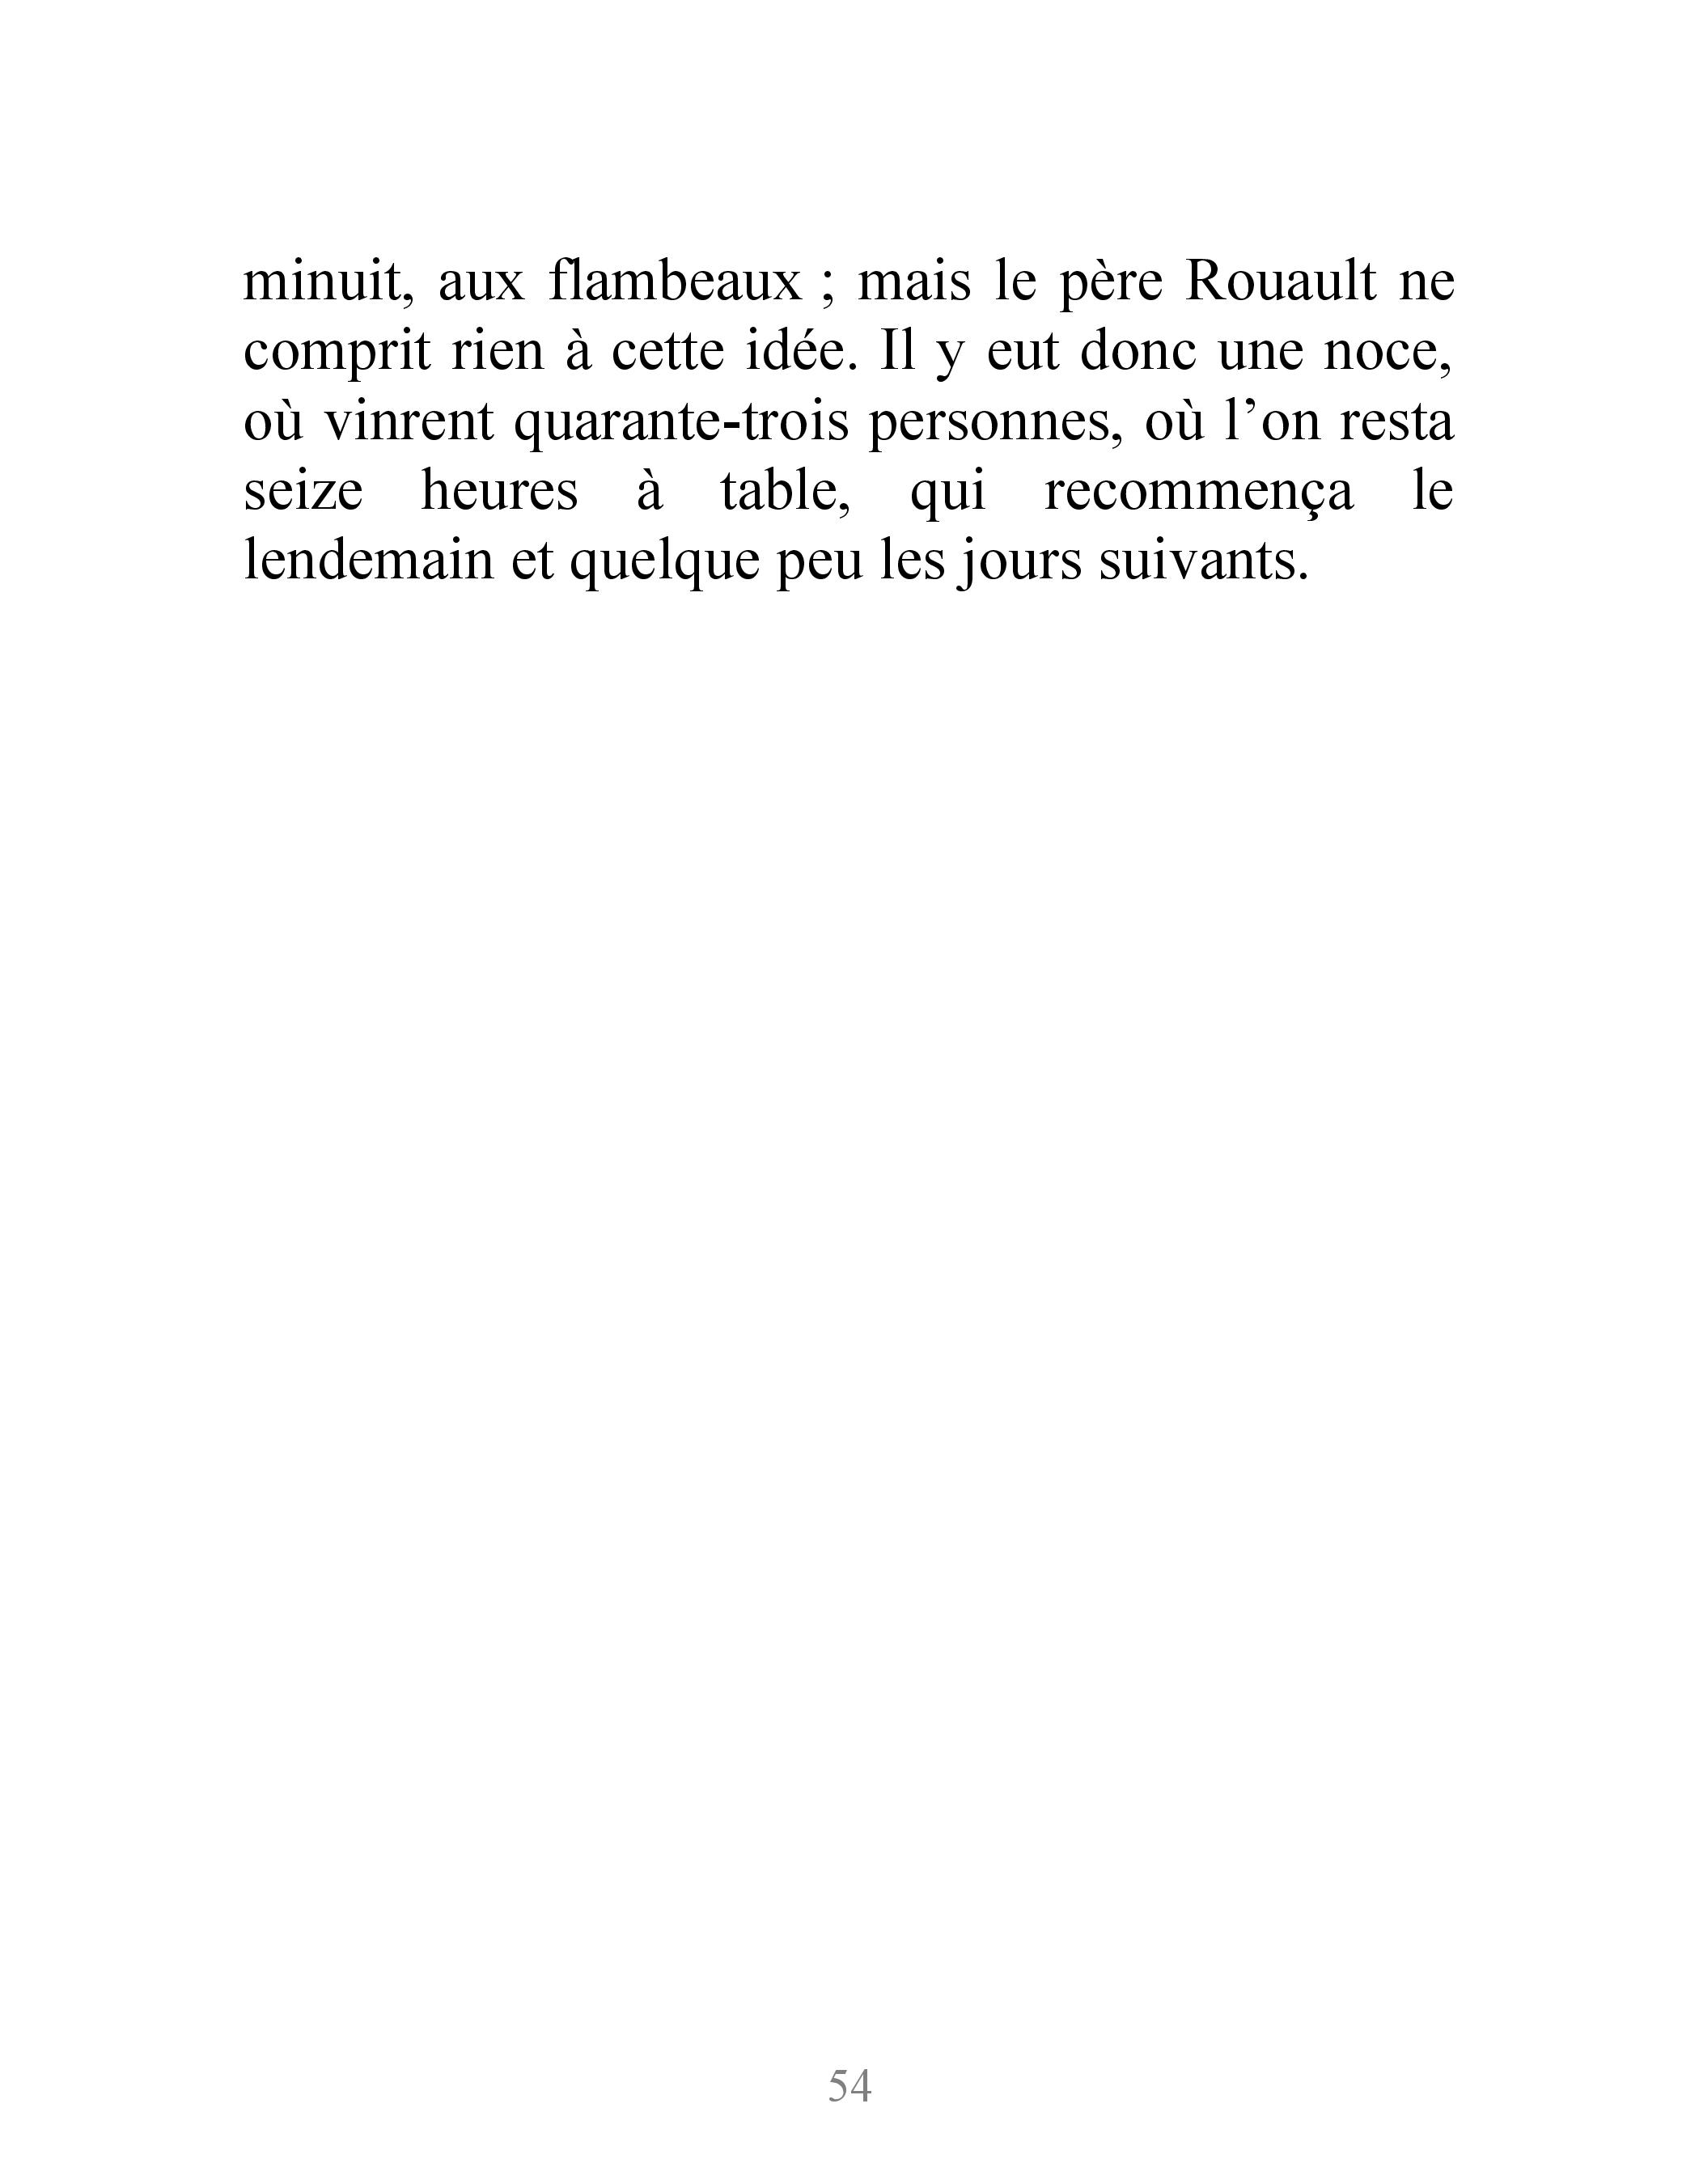 minuit, aux flambeaux ; mais le père Rouault ne
comprit rien à cette idée. Il y eut donc une noce,
où vinrent quarante-trois personnes, où l’on resta
seize heures à table, qui recommença le
lendemain et quelque peu les jours suivants.
54